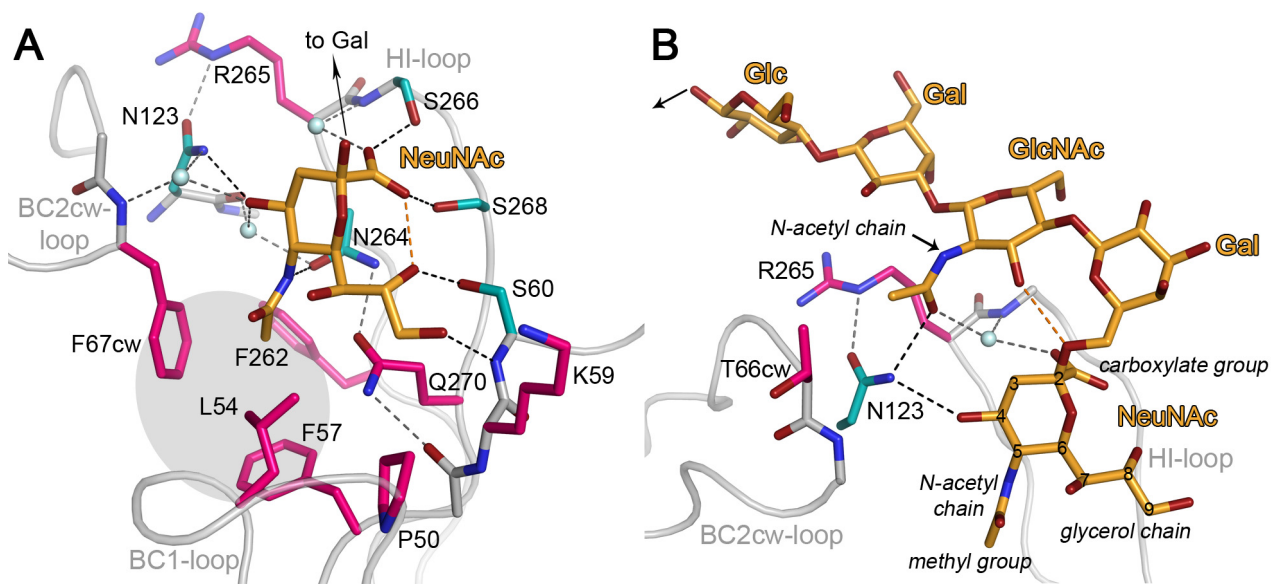 A
to Gal
R265
HI-loop
S266
N123
NeuNAc
BC2cw-
loop
S268
N264
S60
F67cw
F262
Q270
K59
L54
F57
P50
BC1-loop
B
Glc
Gal
GlcNAc
N-acetyl chain
Gal
R265
T66cw
carboxylate group
2
3
N123
NeuNAc
4
5
6
HI-loop
7
8
9
N-acetyl
chain
glycerol chain
BC2cw-loop
methyl group